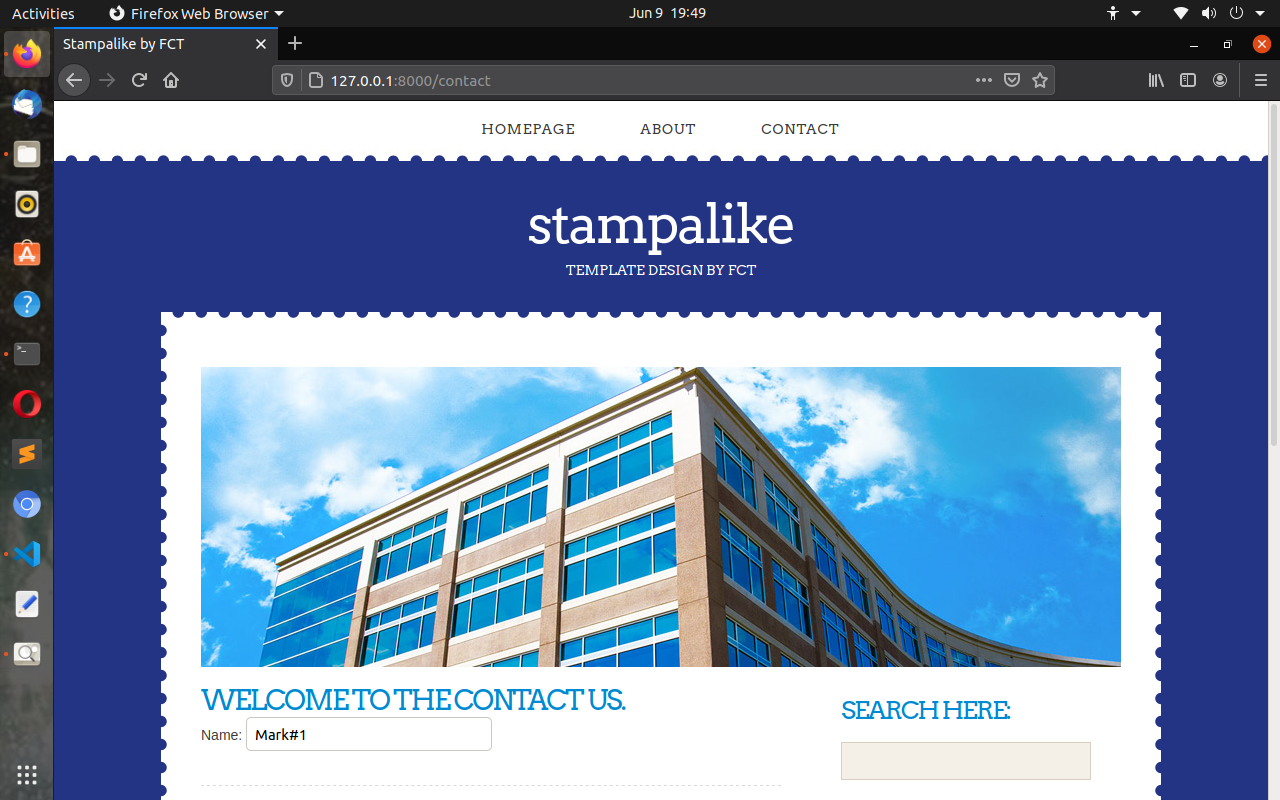 Activities
Firefox Web Browser
Jun 9 19:49
Stampalike by FCT
127.0.0.1:8000/contact
HOMEPAGE
ABOUT
CONTACT
stampalike
TEMPLATE DESIGN BY FCT
WELCOME TO THE CONTACT US.
Name: Mark#1
SEARCH HERE: